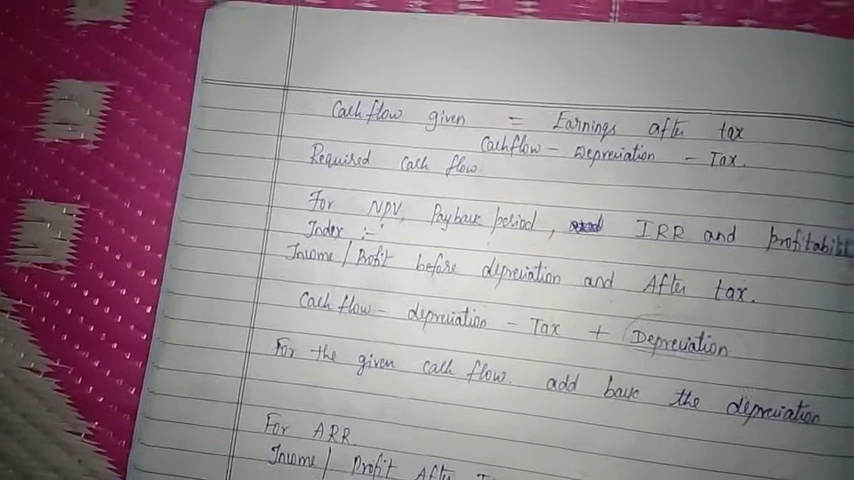 Cash flow given = Earnings after tax
Cashflow - Depreciation - Tax.
Required Cash flow
For NPV, Payback period, IRR and profitabili
Index :-
Income / Profit before depreciation and After tax.
Cash flow - depreciation - Tax + Depreciation
For the given cash flow. add back the depreciation
For ARR.
Income / Profit After